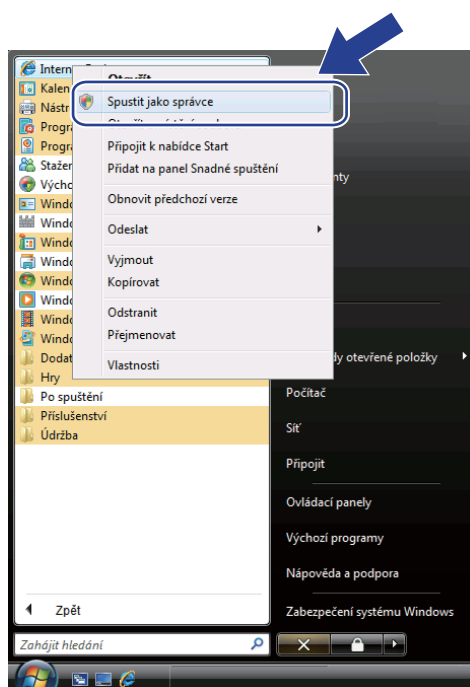 Intern
Otevřít
Kalen
Spustit jako správce
Nástr
Progr
Progr
Připojit k nabídce Start
Stažen
Přidat na panel Snadné spuštění
nty
Výcho
Windo
Obnovit předchozí verze
Windo
Odeslat
Windo
Windo
Vyjmout
Windo
Kopírovat
Windo
Windo
Odstranit
Windo
Přejmenovat
Dodat
Vlastnosti
dy otevřené položky
Hry
Po spuštění
Počítač
Příslušenství
Síť
Údržba
Připojit
Ovládací panely
Výchozí programy
Nápověda a podpora
Zpět
Zabezpečení systému Windows
Zahájit hledání